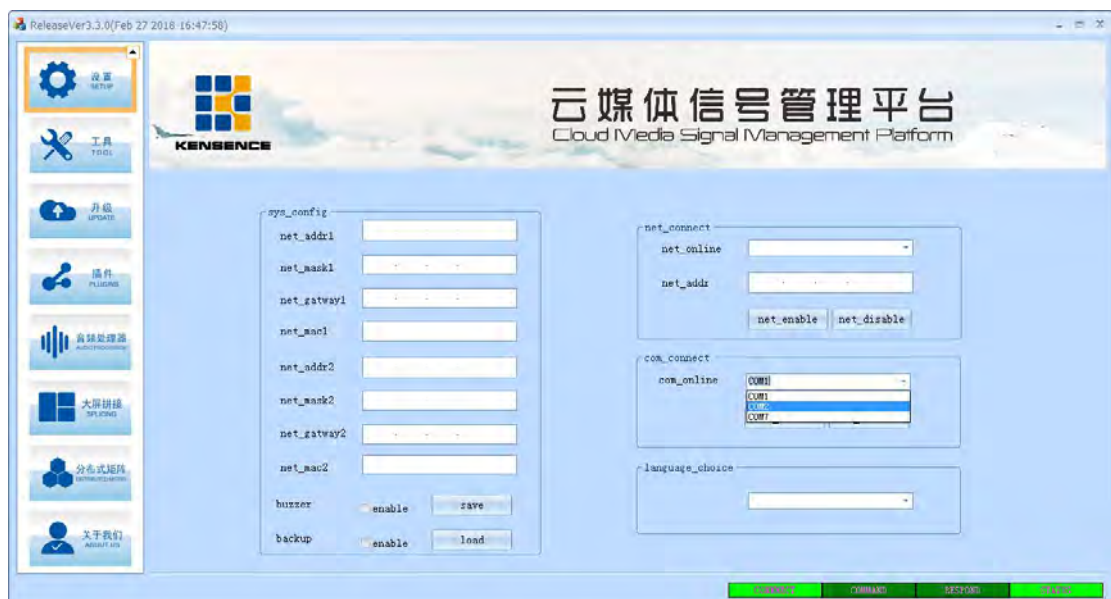 ReleaseVer3.3.0(Feb 27 2018 16:47:58)
设置
SETUP
工具
TOOL
升级
UPDATE
插件
PLUGINS
音频处理器
大屏拼接
SPLICING
分布式矩阵
关于我们
ABOUT US
KENSENCE
云媒体信号管理平台
Cloud Media Signal Management Platform
sys_config
net_addr1
net_mask1
net_gatway1
net_mac1
net_addr2
net_mask2
net_gatway2
net_mac2
buzzer
enable
save
backup
enable
load
net_connect
net_online
net_addr
net_enable
net_disable
com_connect
com_online
COM1
COM1
COM7
language_choice
COMMAND
RESPOND